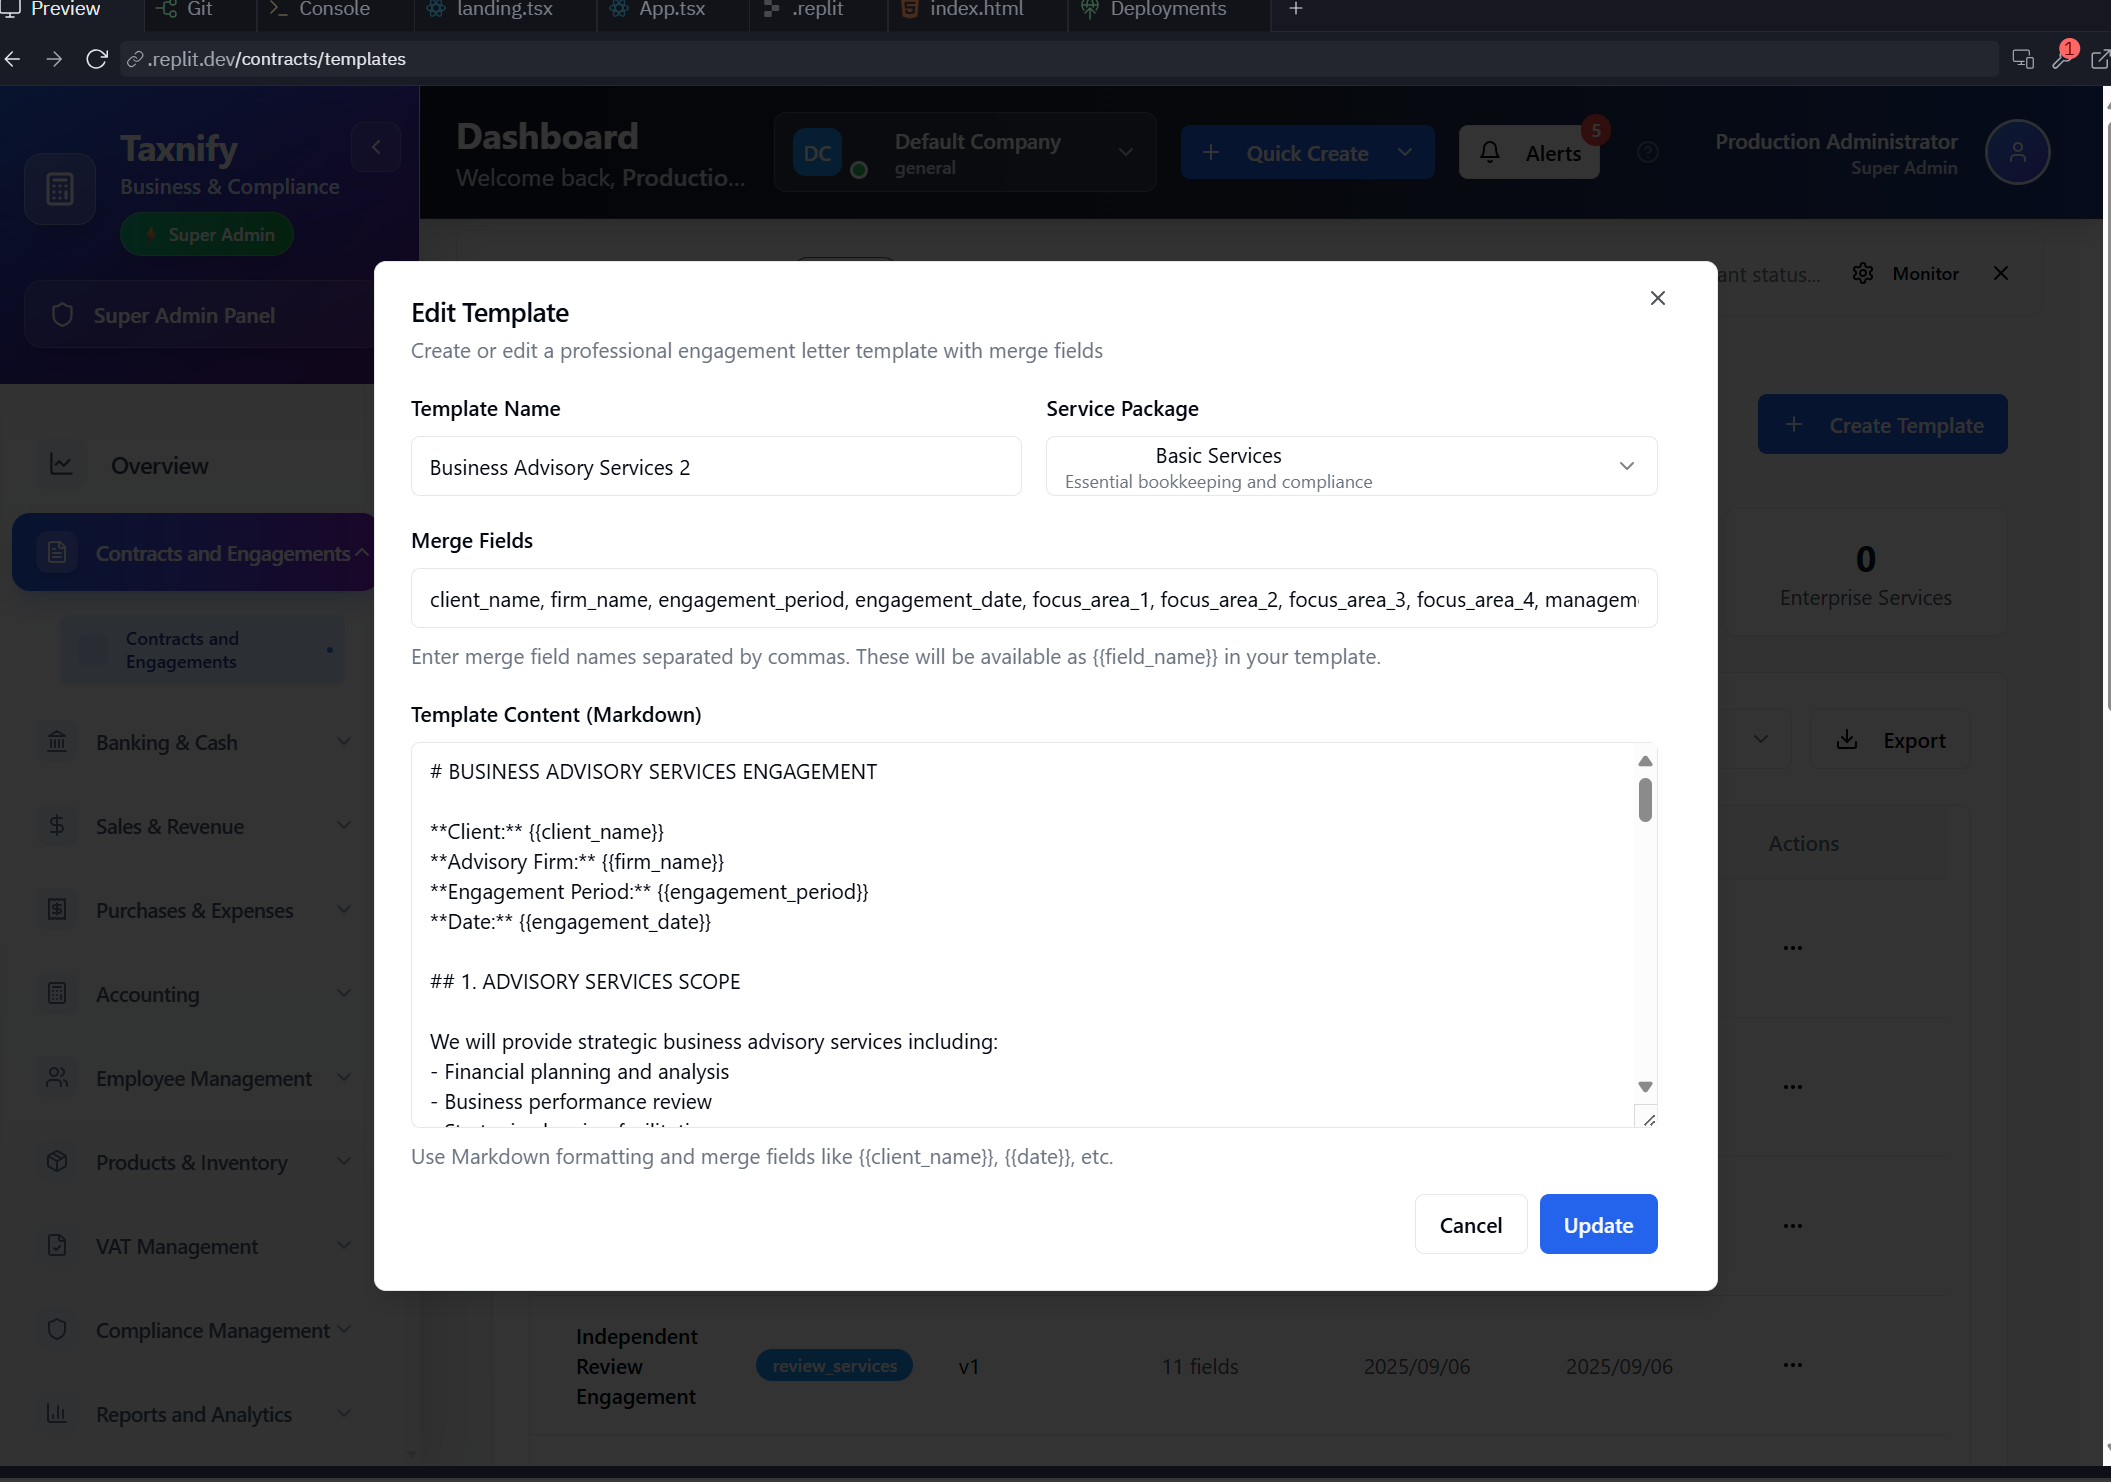 Preview
Git
Console
landing.tsx
App.tsx
.replit
index.html
Deployments
.replit.dev/contracts/templates
1
Taxnify
Business & Compliance
Super Admin
Super Admin Panel
Dashboard
Welcome back, Productio...
DC
Default Company
general
Quick Create
Alerts
5
Production Administrator
Super Admin
ant status...
Monitor
Overview
Contracts and Engagements
Contracts and
Engagements
Banking & Cash
Sales & Revenue
Purchases & Expenses
Accounting
Employee Management
Products & Inventory
VAT Management
Compliance Management
Reports and Analytics
Create Template
0
Enterprise Services
Export
Actions
Edit Template
Create or edit a professional engagement letter template with merge fields
Template Name
Business Advisory Services 2
Service Package
Basic Services
Essential bookkeeping and compliance
Merge Fields
client_name, firm_name, engagement_period, engagement_date, focus_area_1, focus_area_2, focus_area_3, focus_area_4, managem
Enter merge field names separated by commas. These will be available as {{field_name}} in your template.
Template Content (Markdown)
# BUSINESS ADVISORY SERVICES ENGAGEMENT
**Client:** {{client_name}}
**Advisory Firm:** {{firm_name}}
**Engagement Period:** {{engagement_period}}
**Date:** {{engagement_date}}
## 1. ADVISORY SERVICES SCOPE
We will provide strategic business advisory services including:
- Financial planning and analysis
- Business performance review
Use Markdown formatting and merge fields like {{client_name}}, {{date}}, etc.
Cancel
Update
Independent
Review
Engagement
review_services
v1
11 fields
2025/09/06
2025/09/06